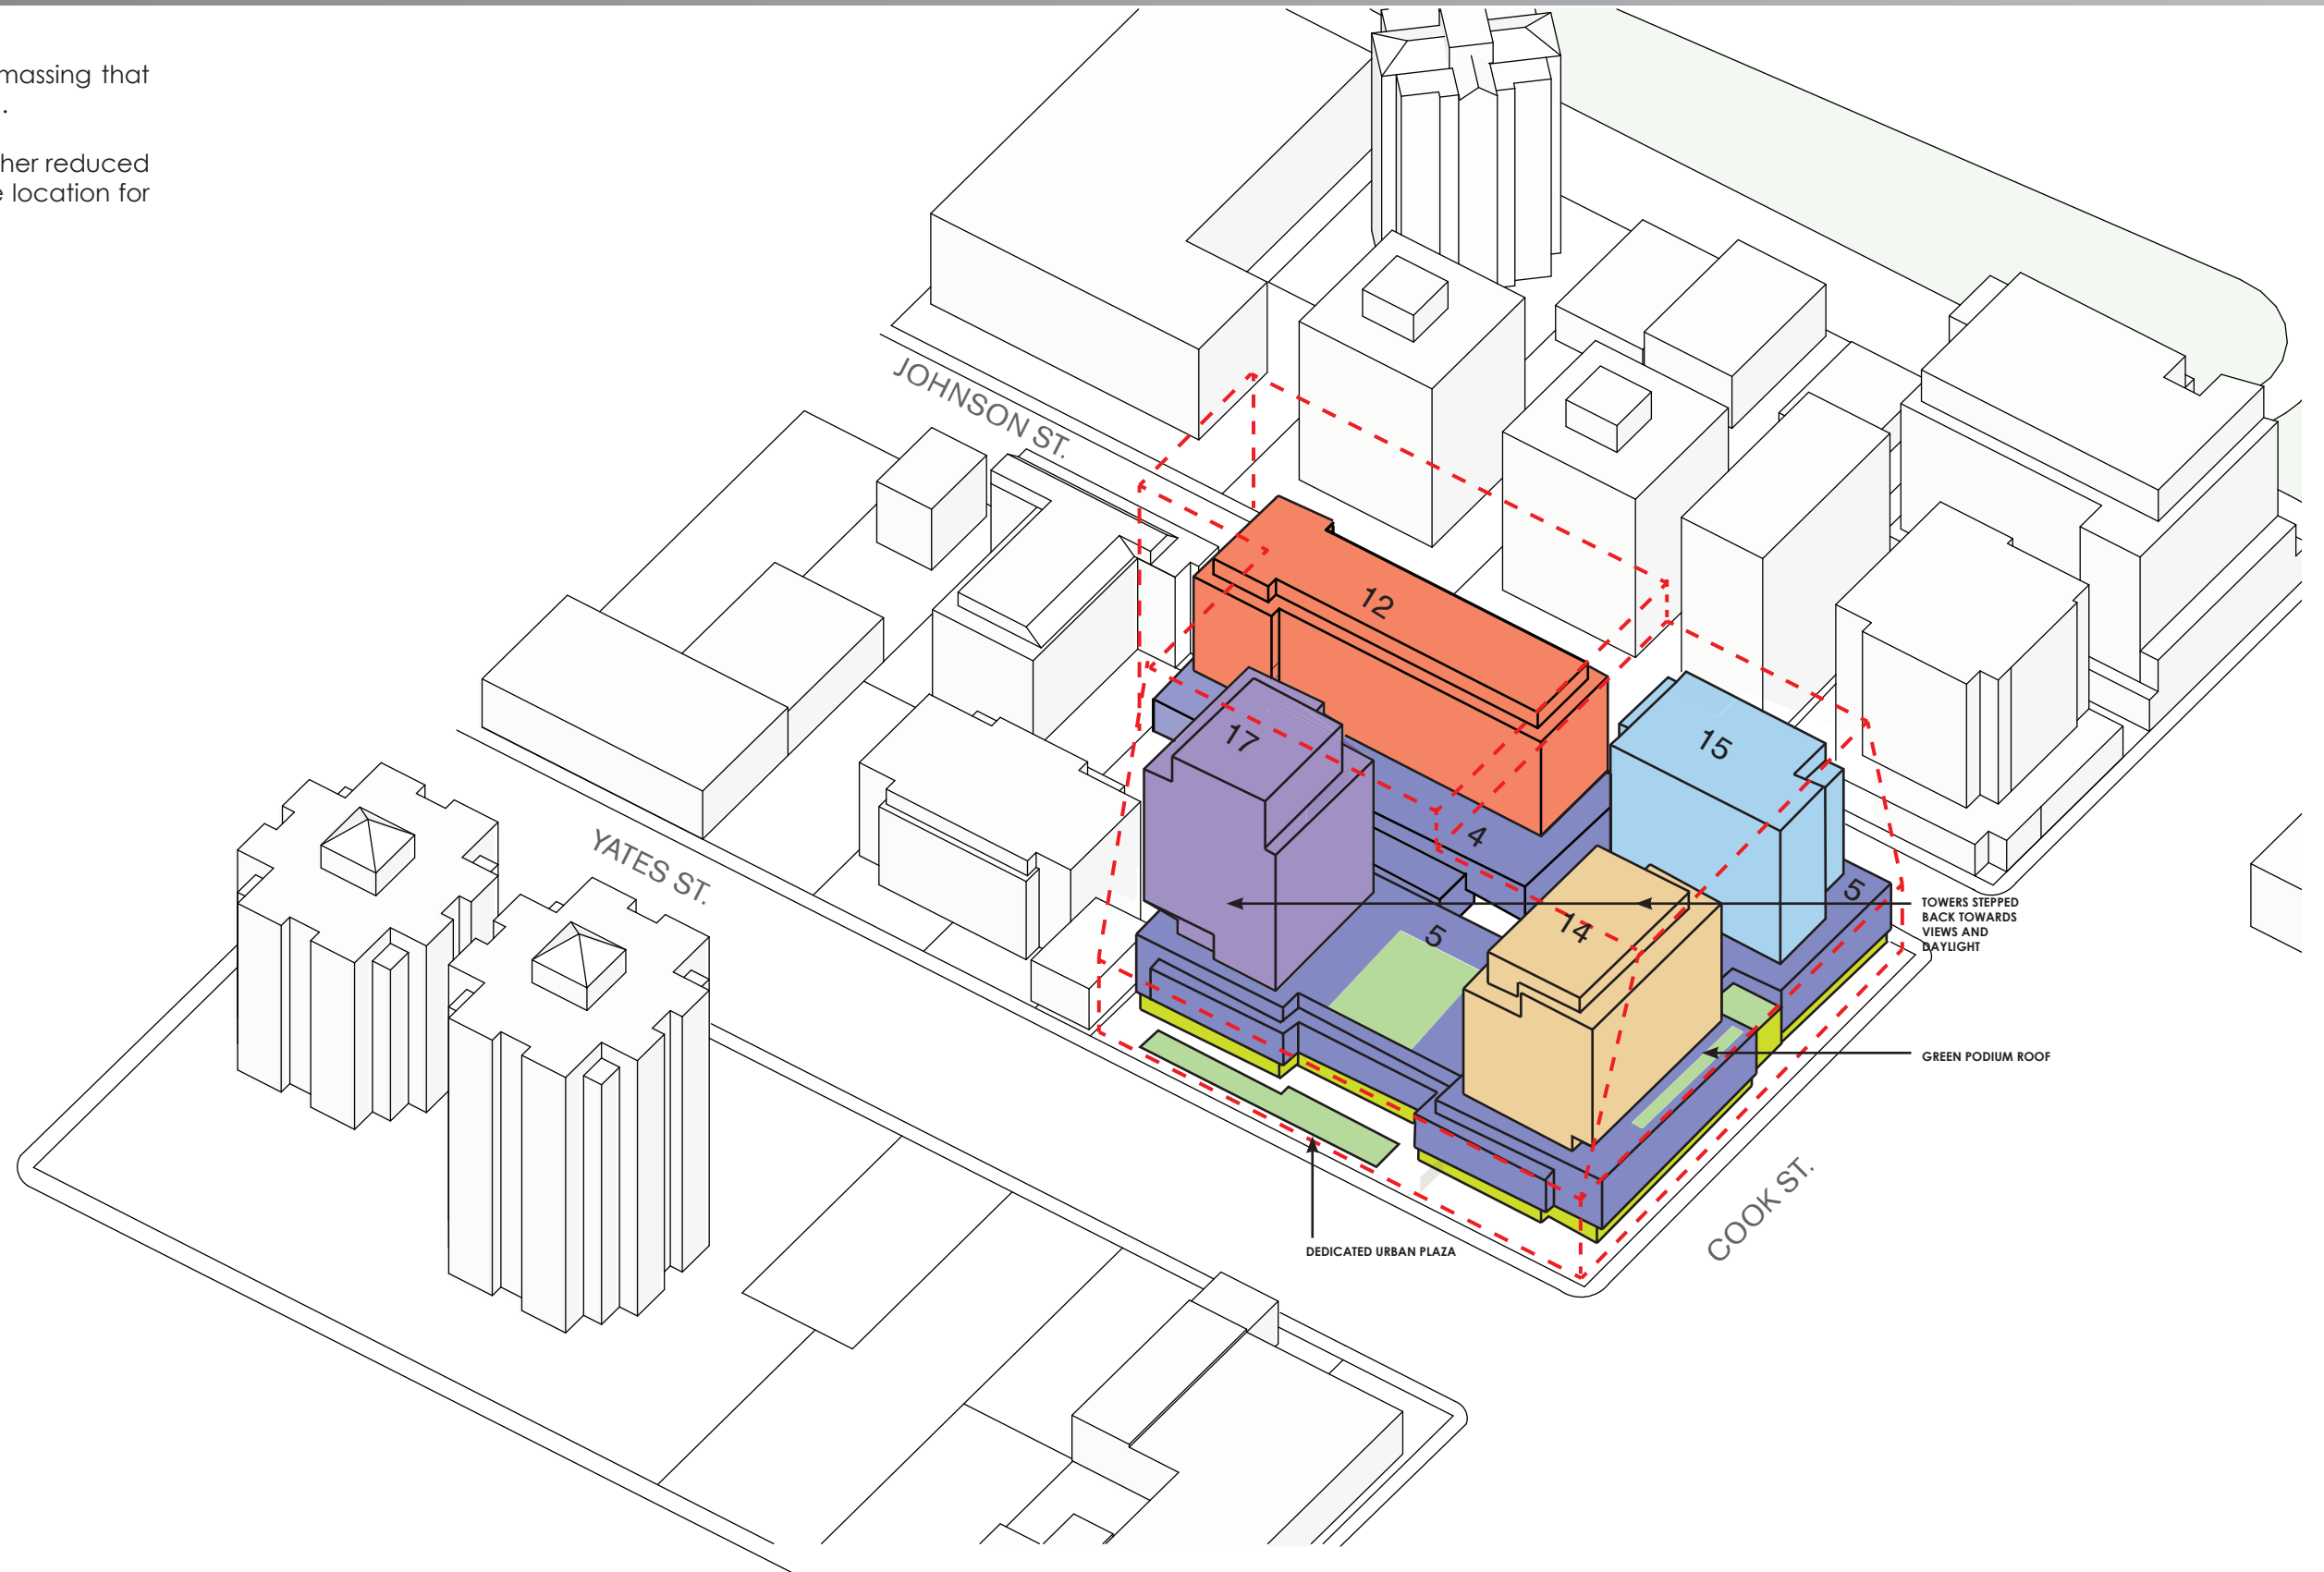 massing that
.
her reduced
location for
JOHNSON ST.
12
17
15
YATES ST.
4
5
5
14
TOWERS STEPPED
BACK TOWARDS
VIEWS AND
DAYLIGHT
GREEN PODIUM ROOF
COOK ST.
DEDICATED URBAN PLAZA